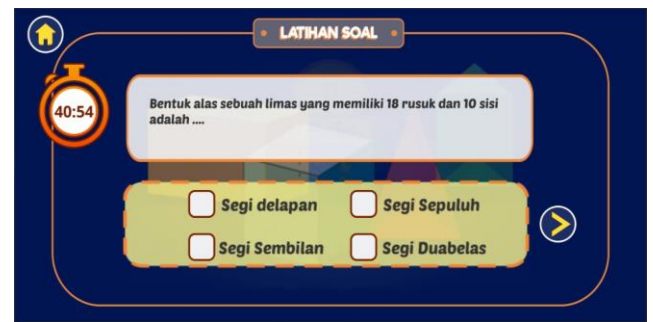 LATIHAN SOAL
40:54
Bentuk alas sebuah limas yang memiliki 18 rusuk dan 10 sisi
adalah ....
Segi delapan
Segi Sepuluh
Segi Sembilan
Segi Duabelas